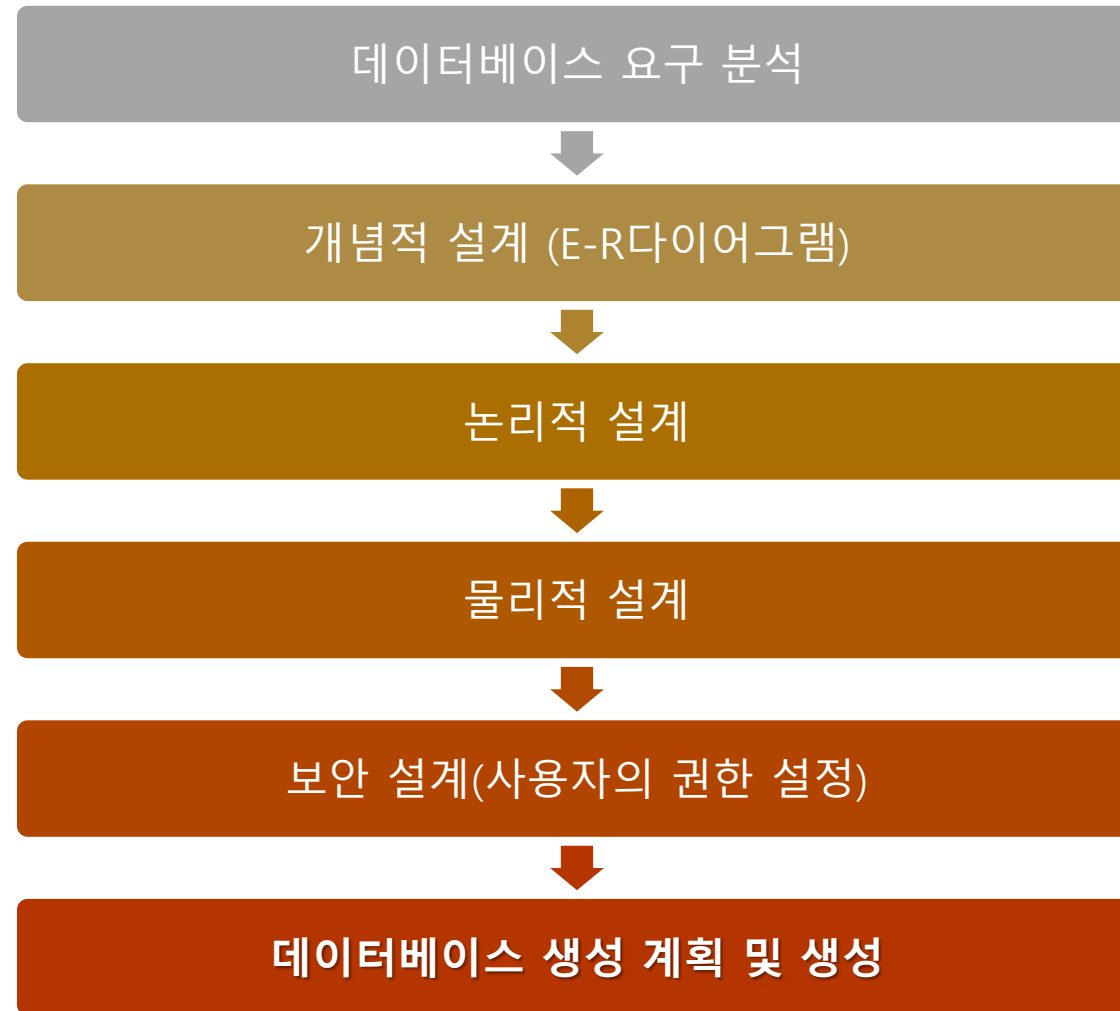 데이터베이스 요구 분석
개념적 설계 (E-R다이어그램)
논리적 설계
물리적 설계
보안 설계(사용자의 권한 설정)
데이터베이스 생성 계획 및 생성